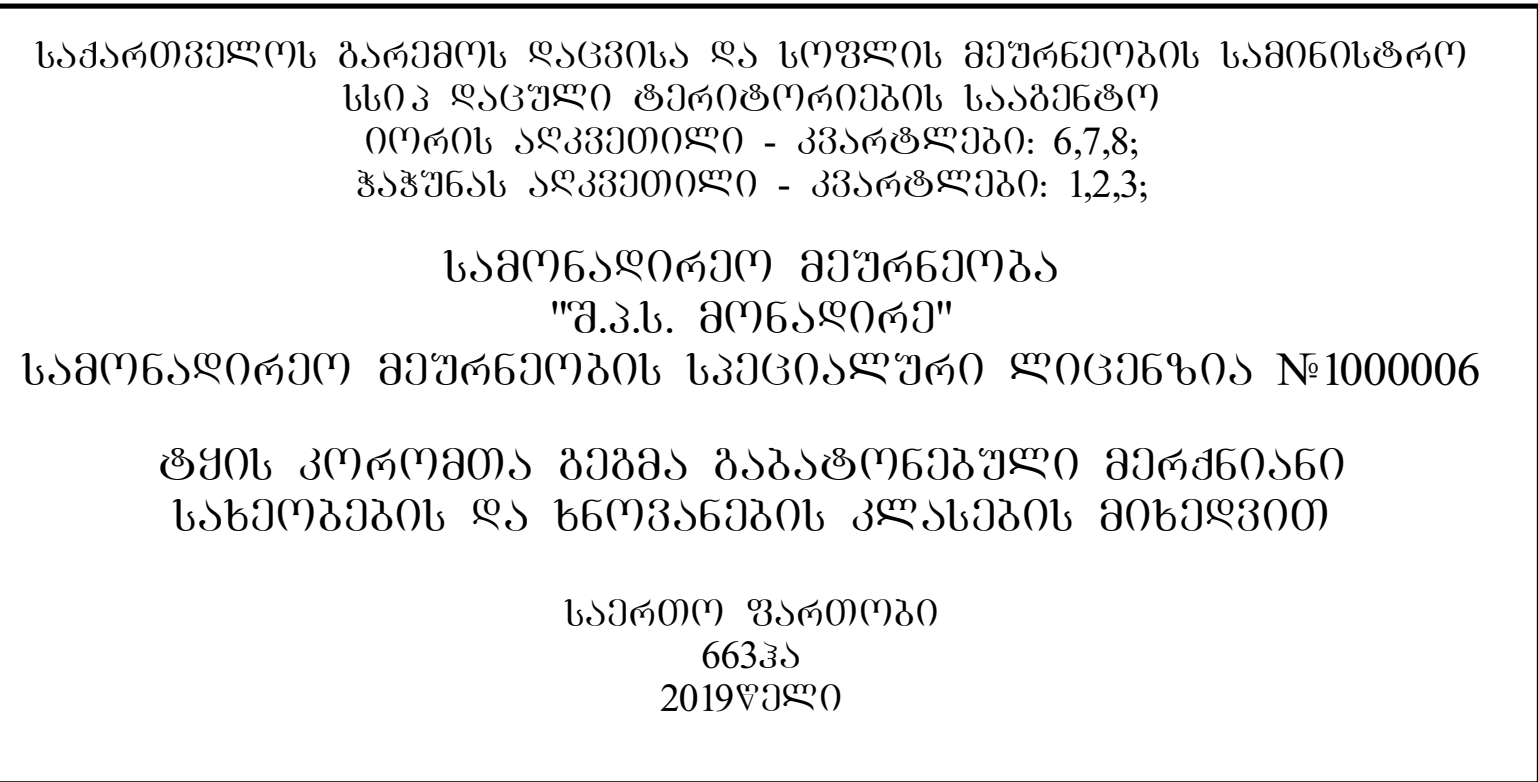 საქართველოს გარემოს დაცვისა და სოფლის მეურნეობის სამინისტრო
სსიპ დაცული ტერიტორიების სააგენტო
იორის აღკვეთილი - კვარტლები: 6,7,8;
ჭაჭუნას აღკვეთილი - კვარტლები: 1,2,3;
სამონადირეო მეურნეობა
"შ.პ.ს. მონადირე"
სამონადირეო მეურნეობის სპეციალური ლიცენზია №1000006
ტყის კორომთა გეგმა გაბატონებული მერქნიანი
სახეობების და ხნოვანების კლასების მიხედვით
საერთო ფართობი
663ჰა
2019წელი